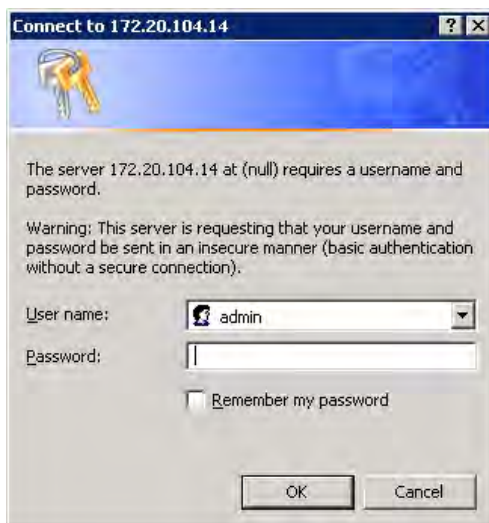 Connect to 172.20.104.14
The server 172.20.104.14 at (null) requires a username and
password.
Warning: This server is requesting that your username and
password be sent in an insecure manner (basic authentication
without a secure connection).
User name:
admin
Password:
Remember my password
OK
Cancel